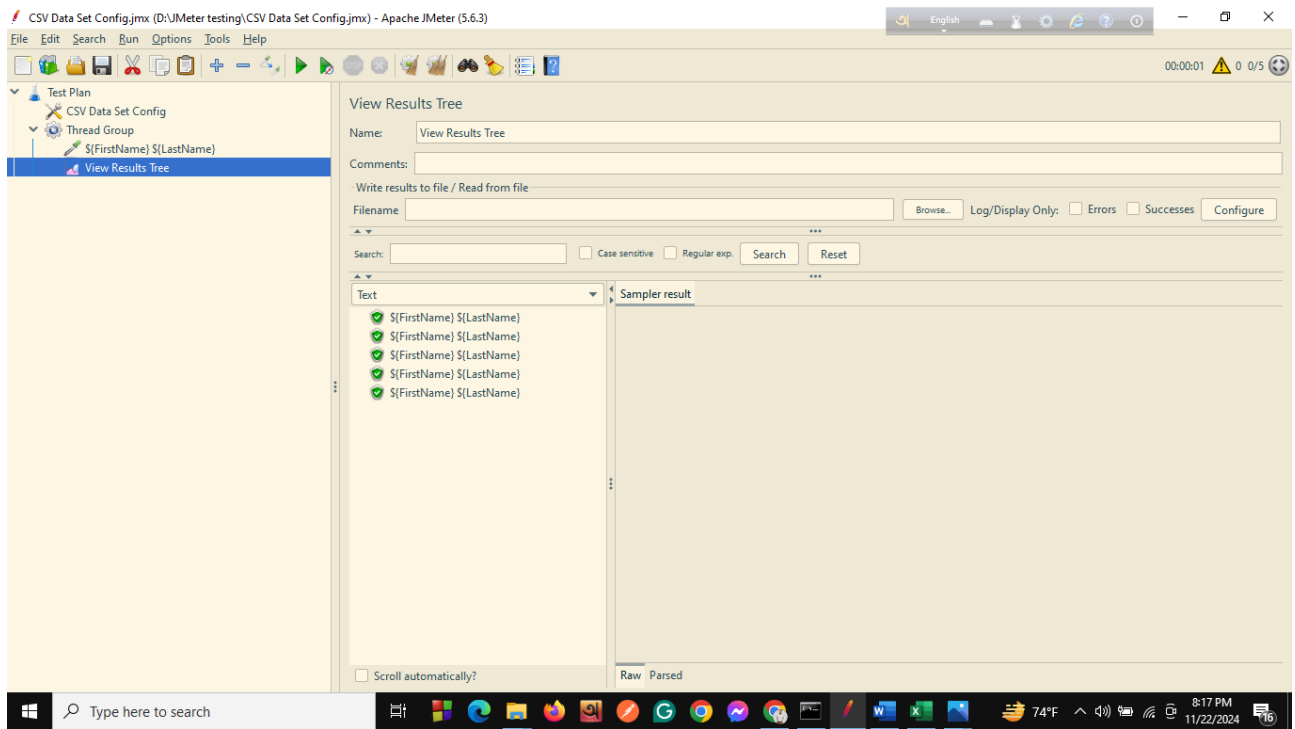 CSV Data Set Config.jmx (D:\JMeter testing\CSV Data Set Config.jmx) - Apache JMeter (5.6.3)
English
File Edit Search Run Options Tools Help
00:00:01 0 0/5
Test Plan
CSV Data Set Config
Thread Group
${FirstName} ${LastName}
View Results Tree
View Results Tree
Name: View Results Tree
Comments:
Write results to file / Read from file
Filename Browse... Log/Display Only: Errors Successes Configure
Search: Case sensitive Regular exp. Search Reset
Text
Sampler result
${FirstName} ${LastName}
${FirstName} ${LastName}
${FirstName} ${LastName}
${FirstName} ${LastName}
${FirstName} ${LastName}
Scroll automatically?
Raw Parsed
Type here to search
74°F
8:17 PM
11/22/2024
16